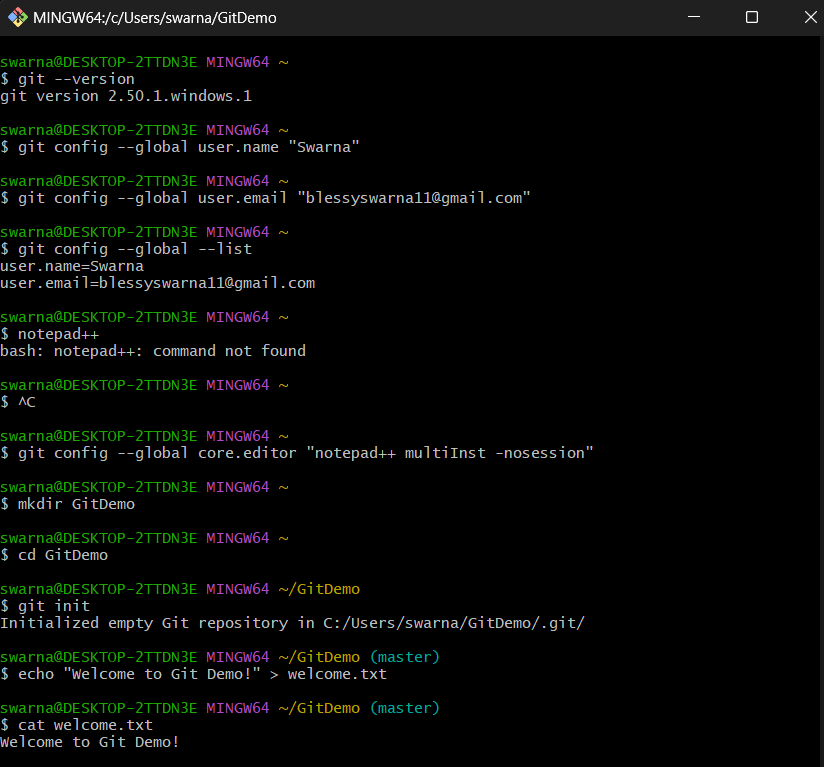 MINGW64:/c/Users/swarna/GitDemo
swarna@DESKTOP-2TTDN3E MINGW64 ~
$ git --version
git version 2.50.1.windows.1
swarna@DESKTOP-2TTDN3E MINGW64 ~
$ git config --global user.name "Swarna"
swarna@DESKTOP-2TTDN3E MINGW64 ~
$ git config --global user.email "blessyswarna11@gmail.com"
swarna@DESKTOP-2TTDN3E MINGW64 ~
$ git config --global --list
user.name=Swarna
user.email=blessyswarna11@gmail.com
swarna@DESKTOP-2TTDN3E MINGW64 ~
$ notepad++
bash: notepad++: command not found
swarna@DESKTOP-2TTDN3E MINGW64 ~
$ ^C
swarna@DESKTOP-2TTDN3E MINGW64 ~
$ git config --global core.editor "notepad++ multiInst -nosession"
swarna@DESKTOP-2TTDN3E MINGW64 ~
$ mkdir GitDemo
swarna@DESKTOP-2TTDN3E MINGW64 ~
$ cd GitDemo
swarna@DESKTOP-2TTDN3E MINGW64 ~/GitDemo
$ git init
Initialized empty Git repository in C:/Users/swarna/GitDemo/.git/
swarna@DESKTOP-2TTDN3E MINGW64 ~/GitDemo (master)
$ echo "Welcome to Git Demo!" > welcome.txt
swarna@DESKTOP-2TTDN3E MINGW64 ~/GitDemo (master)
$ cat welcome.txt
Welcome to Git Demo!